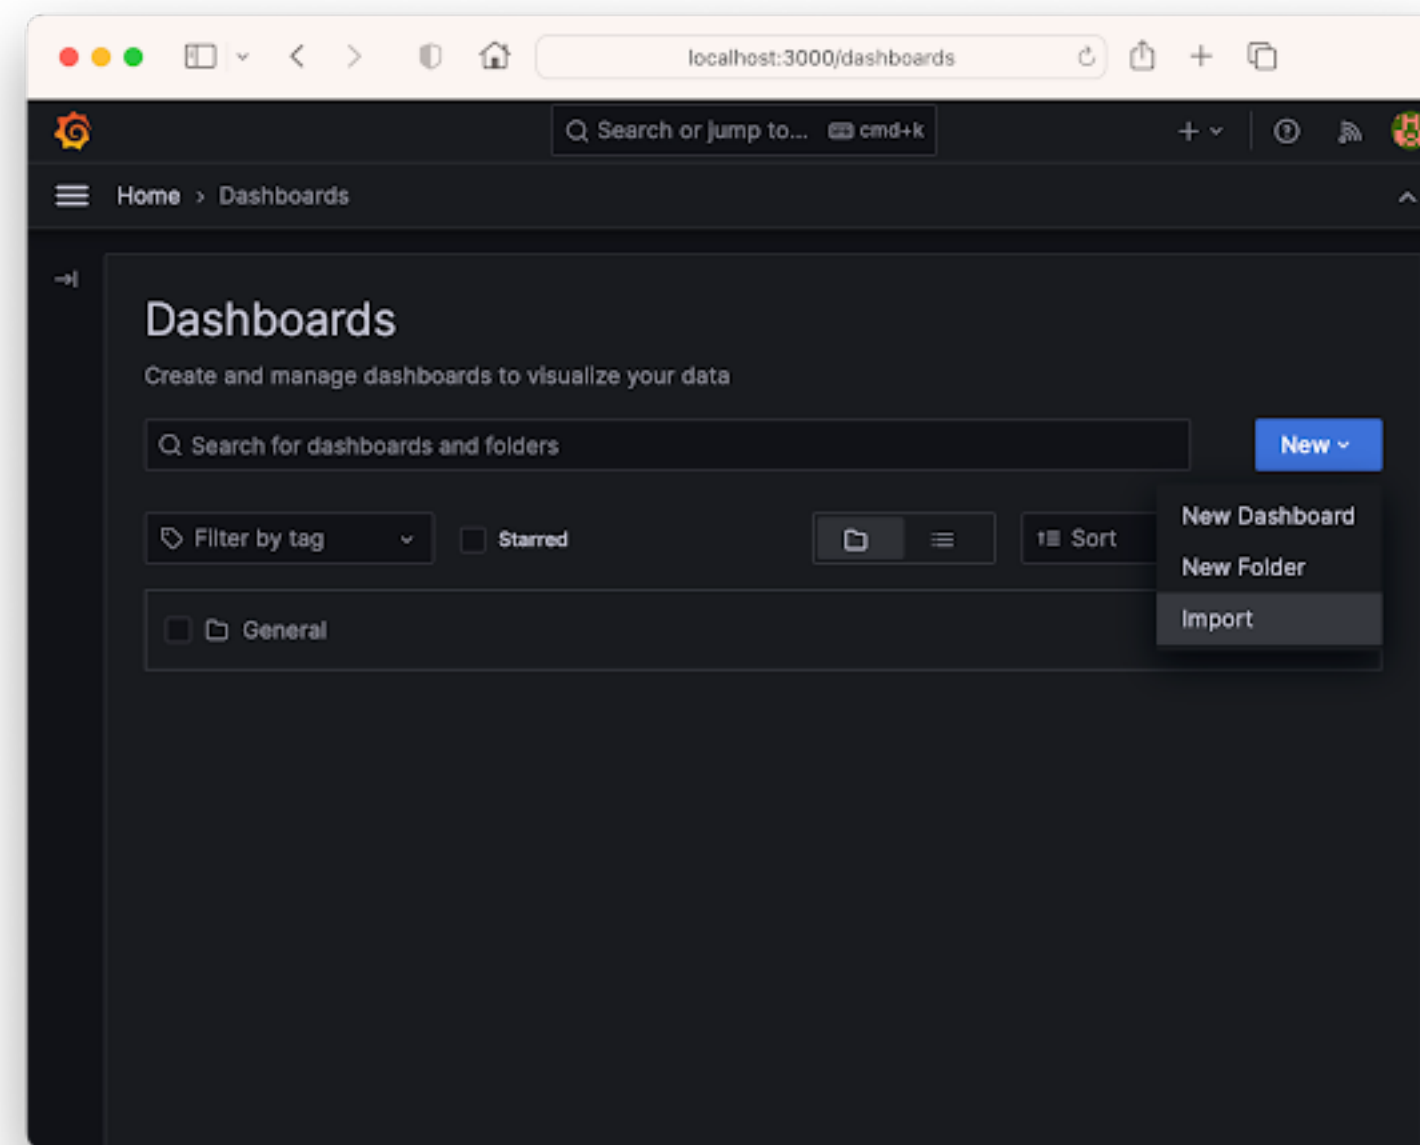 localhost:3000/dashboards
Search or jump to... cmd+k
Home › Dashboards
Dashboards
Create and manage dashboards to visualize your data
Search for dashboards and folders
New
Filter by tag
Starred
Sort
New Dashboard
New Folder
Import
General